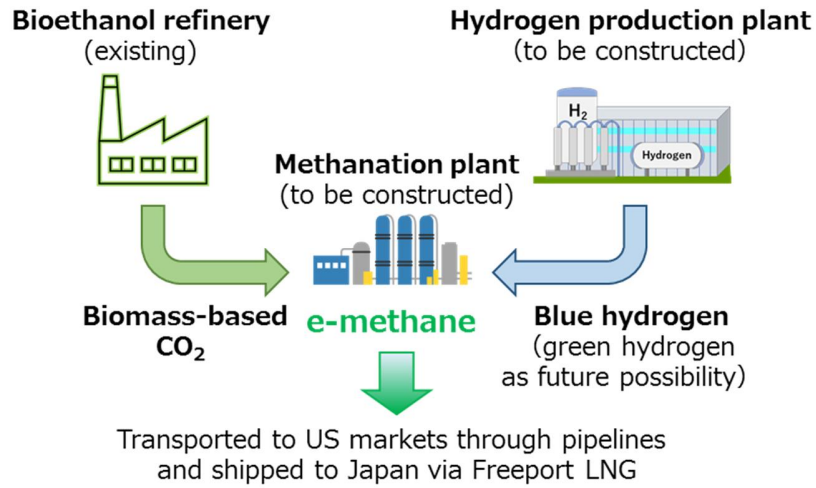 Bioethanol refinery
(existing)
Hydrogen production plant
(to be constructed)
H2
Hydrogen
Methanation plant
(to be constructed)
Biomass-based
CO2
e-methane
Blue hydrogen
(green hydrogen
as future possibility)
Transported to US markets through pipelines
and shipped to Japan via Freeport LNG